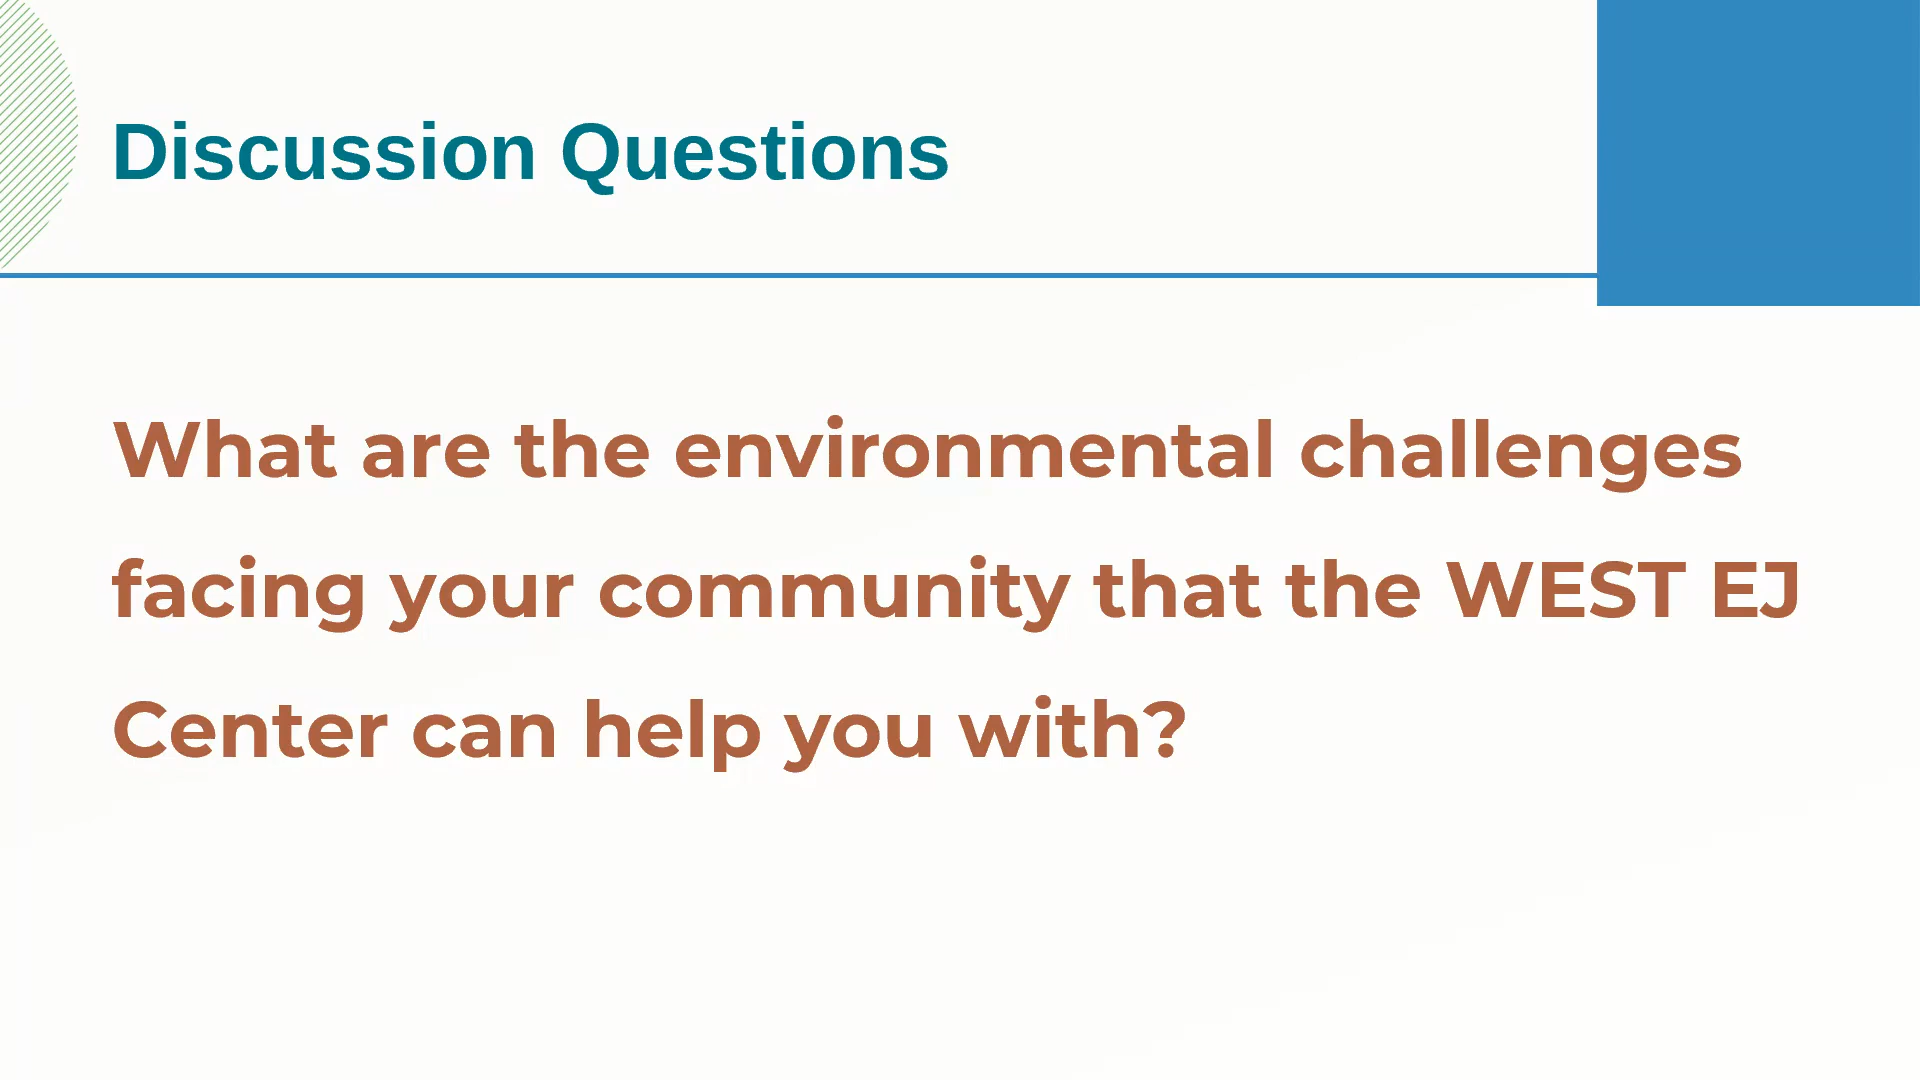 Discussion Questions
What are the environmental challenges
facing your community that the WEST EJ
Center can help you with?